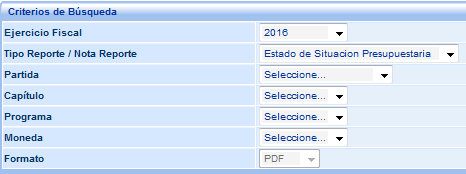 Criterios de Búsqueda
Ejercicio Fiscal 2016
Tipo Reporte / Nota Reporte Estado de Situacion Presupuestaria
Partida Seleccione...
Capítulo Seleccione...
Programa Seleccione...
Moneda Seleccione...
Formato PDF